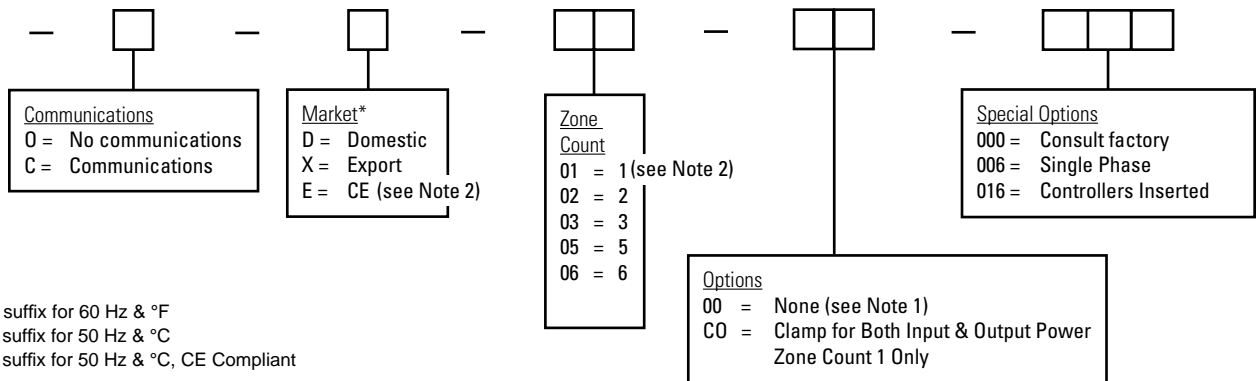 – – – – –
Communications
0 = No communications
C = Communications
Market*
D = Domestic
X = Export
E = CE (see Note 2)
Zone
Count
01 = 1 (see Note 2)
02 = 2
03 = 3
05 = 5
06 = 6
Options
00 = None (see Note 1)
CO = Clamp for Both Input & Output Power
Zone Count 1 Only
Special Options
000 = Consult factory
006 = Single Phase
016 = Controllers Inserted
suffix for 60 Hz & °F
suffix for 50 Hz & °C
suffix for 50 Hz & °C, CE Compliant